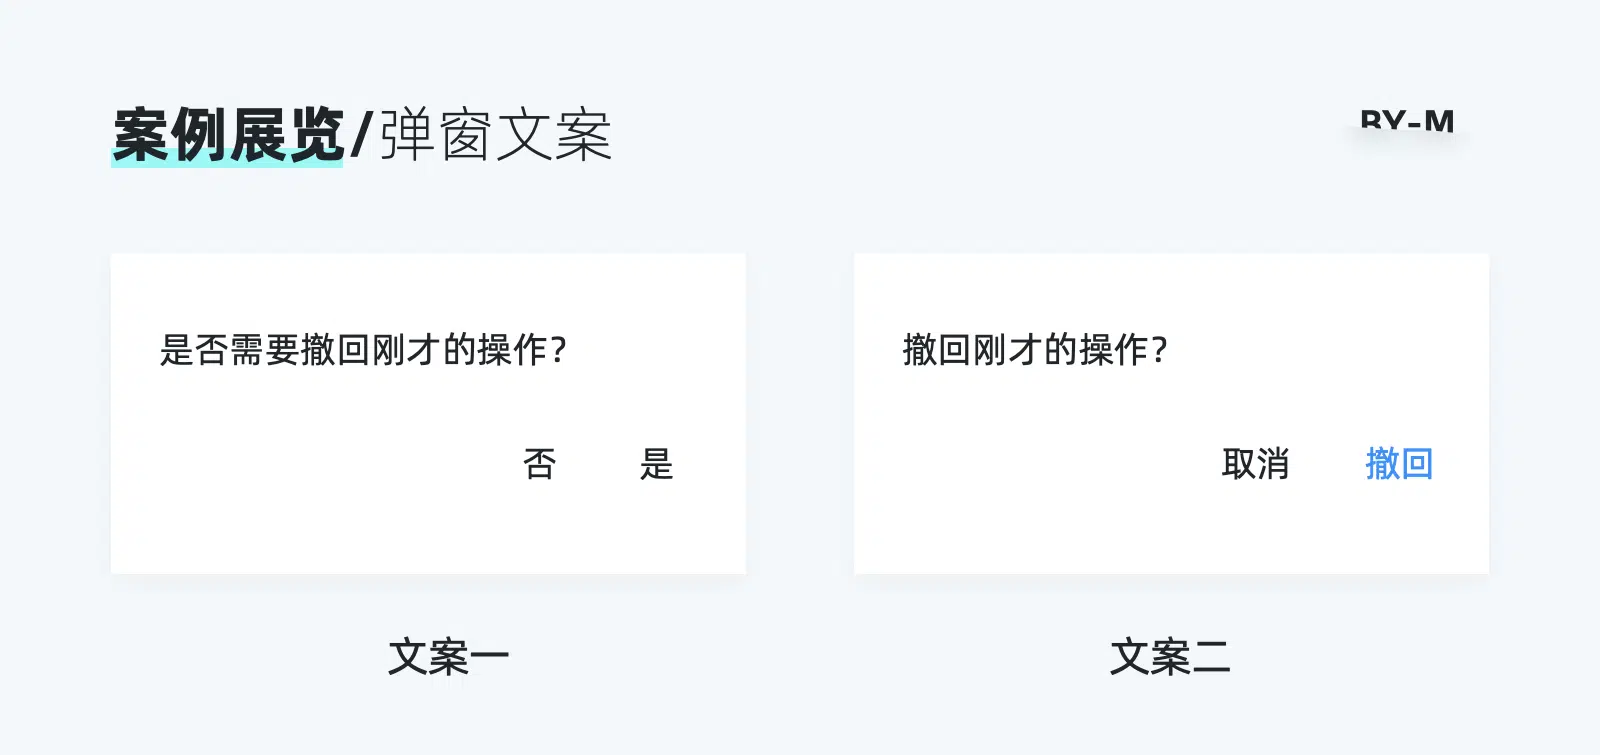 案例展览/弹窗文案
BY-M
是否需要撤回刚才的操作?
否 是
撤回刚才的操作?
取消 撤回
文案一
文案二